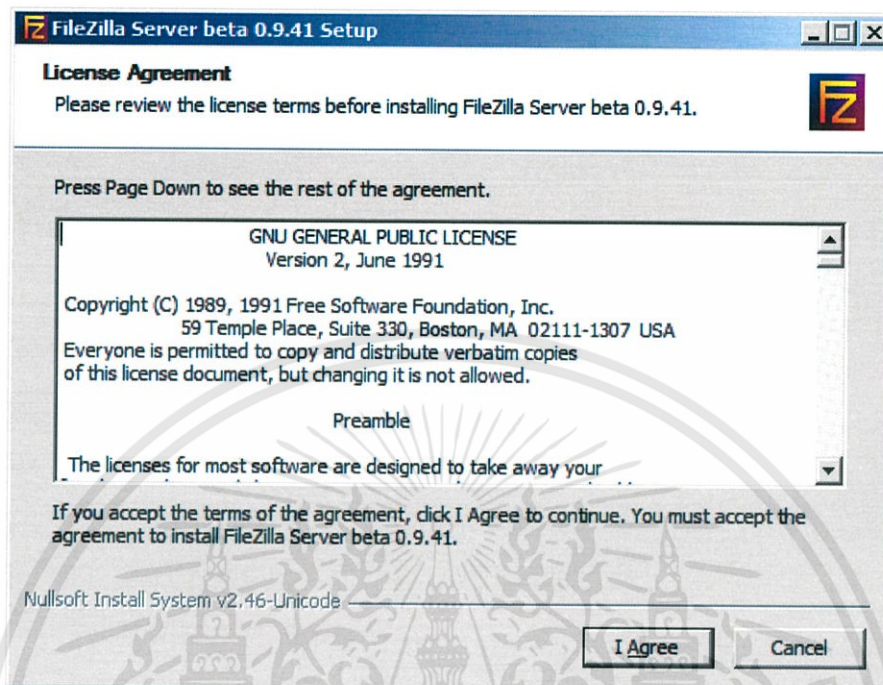 FileZilla Server beta 0.9.41 Setup
License Agreement
Please review the license terms before installing FileZilla Server beta 0.9.41.
FZ
Press Page Down to see the rest of the agreement.
GNU GENERAL PUBLIC LICENSE
Version 2, June 1991
Copyright (C) 1989, 1991 Free Software Foundation, Inc.
59 Temple Place, Suite 330, Boston, MA 02111-1307 USA
Everyone is permitted to copy and distribute verbatim copies
of this license document, but changing it is not allowed.
Preamble
The licenses for most software are designed to take away your
If you accept the terms of the agreement, click I Agree to continue. You must accept the
agreement to install FileZilla Server beta 0.9.41.
Nullsoft Install System v2.46-Unicode
I Agree
Cancel